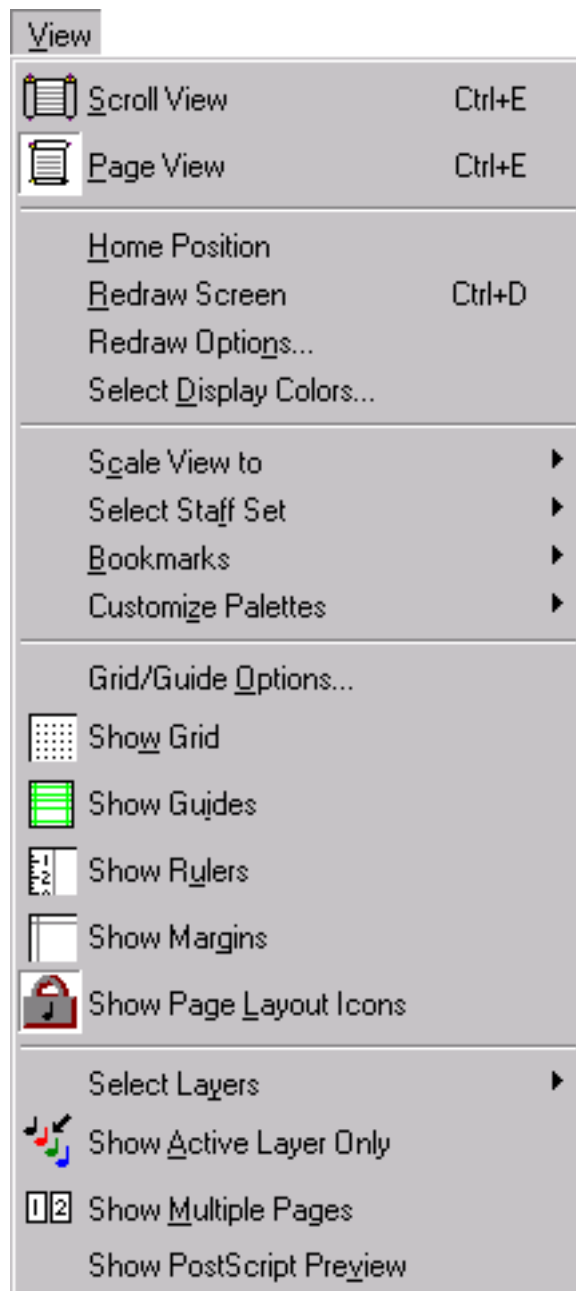 View
Scroll View Ctrl+E
Page View Ctrl+E
Home Position
Redraw Screen Ctrl+D
Redraw Options...
Select Display Colors...
Scale View to
Select Staff Set
Bookmarks
Customize Palettes
Grid/Guide Options...
Show Grid
Show Guides
Show Rulers
Show Margins
Show Page Layout Icons
Select Layers
Show Active Layer Only
1 2 Show Multiple Pages
Show PostScript Preview